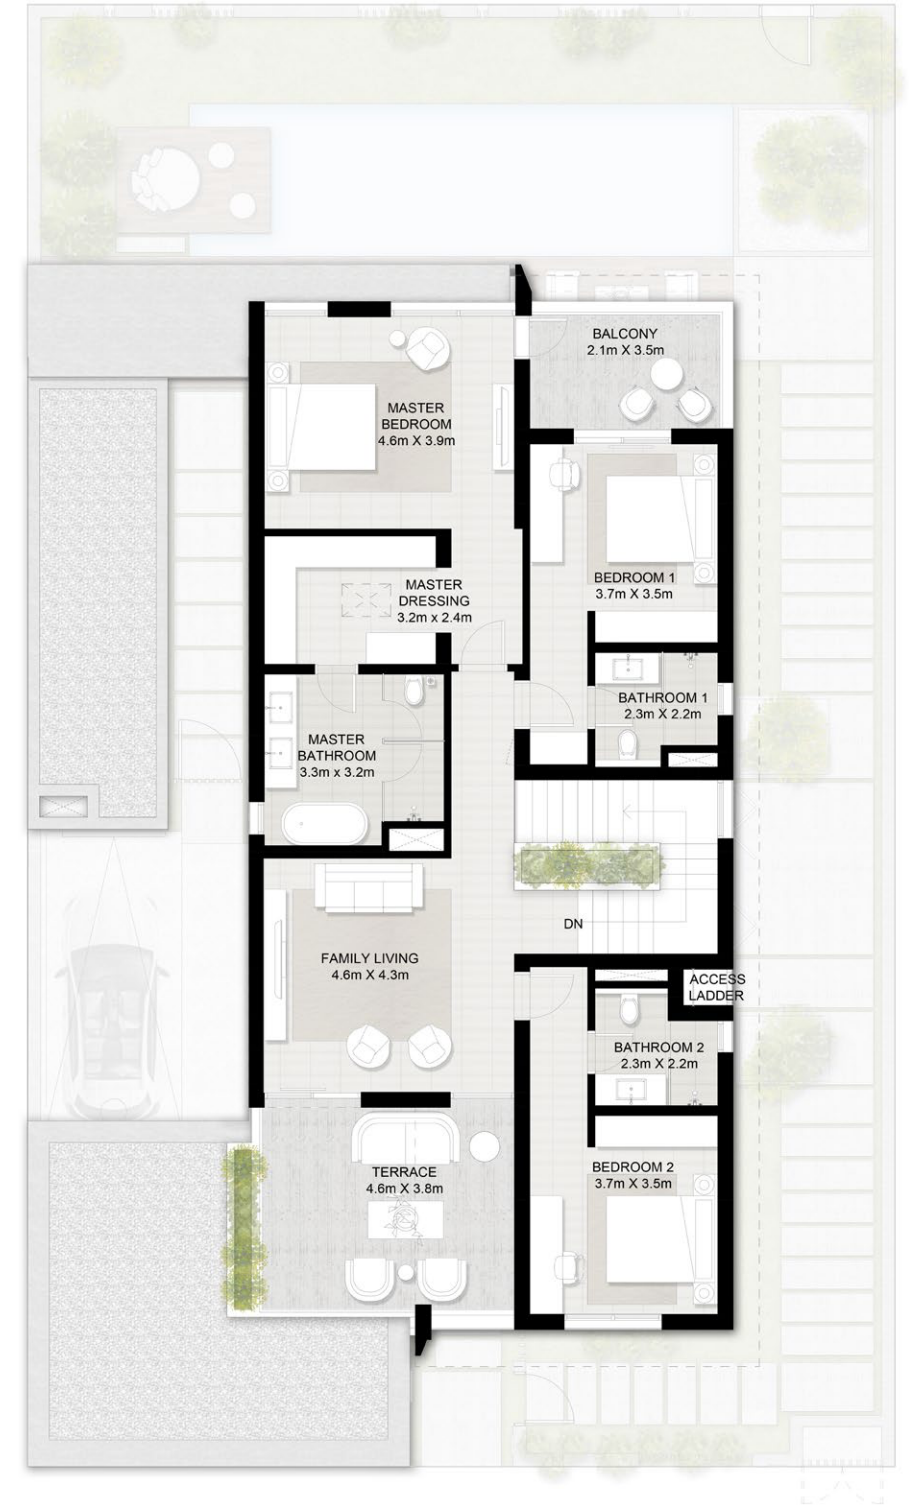 BALCONY
2.1m X 3.5m
MASTER
BEDROOM
4.6m X 3.9m
BEDROOM 1
3.7m X 3.5m
MASTER
DRESSING
3.2m x 2.4m
BATHROOM 1
2.3m X 2.2m
MASTER
BATHROOM
3.3m x 3.2m
DN
FAMILY LIVING
4.6m X 4.3m
ACCESS
LADDER
BATHROOM 2
2.3m X 2.2m
TERRACE
4.6m X 3.8m
BEDROOM 2
3.7m X 3.5m